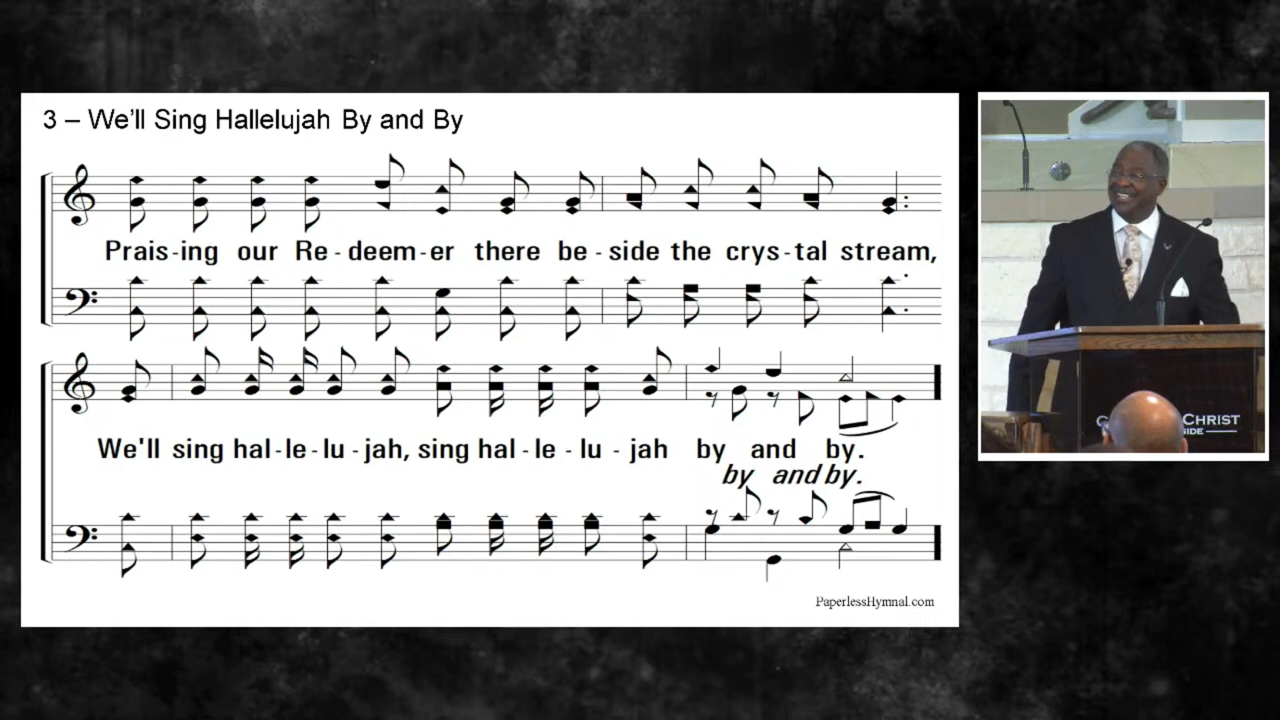 3 – We'll Sing Hallelujah By and By
Prais-ing our Re-deem-er there be-side the crys-tal stream,
We'll sing hal-le-lu-jah, sing hal-le-lu-jah by and by.
by and by.
PaperlessHymnal.com
CHRIST